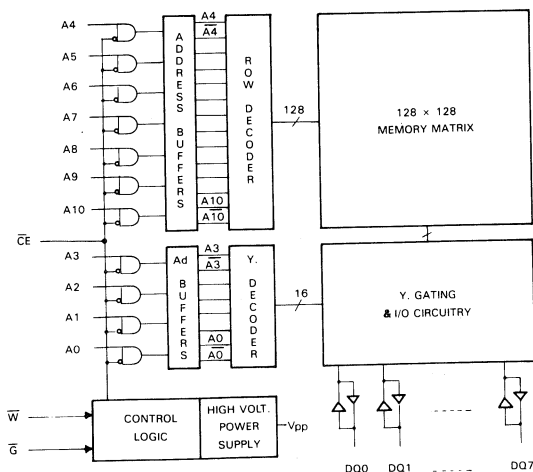 A4
A5
A6
A7
A8
A9
A10
CE
A3
A2
A1
A0
W
G
ADDRESS BUFFERS
A4
A4
A10
A10
ROW DECODER
128
128 × 128
MEMORY MATRIX
Ad BUFFERS
A3
A3
A0
A0
Y. DECODER
16
Y. GATING
& I/O CIRCUITRY
CONTROL
LOGIC
HIGH VOLT.
POWER
SUPPLY
Vpp
DQ0 DQ1 DQ7